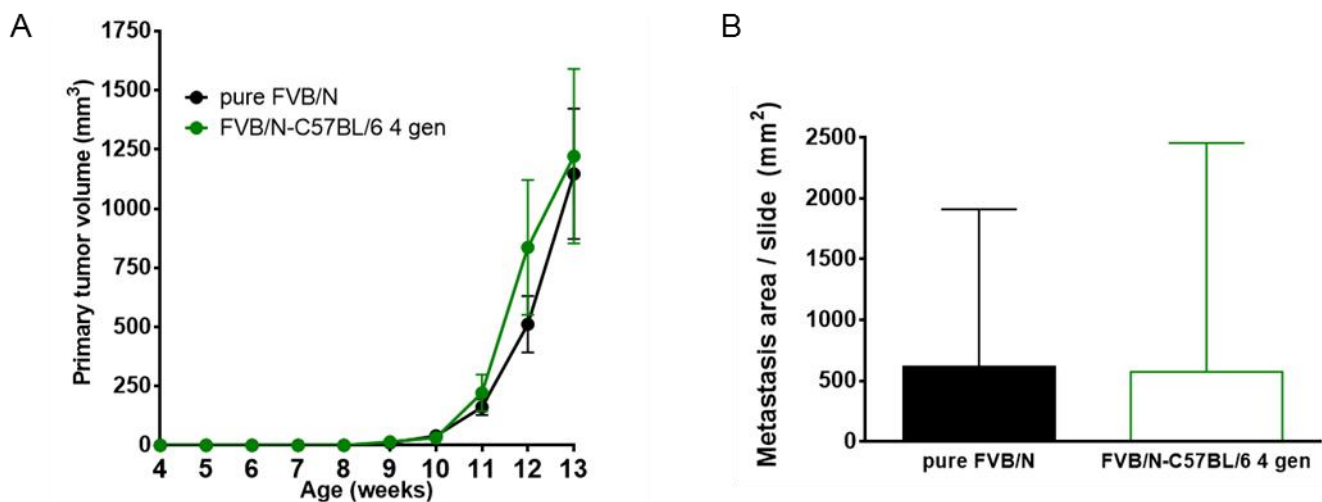 A
Primary tumor volume (mm³)
1750
1500
1250
1000
750
500
250
0
pure FVB/N
FVB/N-C57BL/6 4 gen
4 5 6 7 8 9 10 11 12 13
Age (weeks)
B
Metastasis area / slide (mm²)
2500
2000
1500
1000
500
0
pure FVB/N
FVB/N-C57BL/6 4 gen